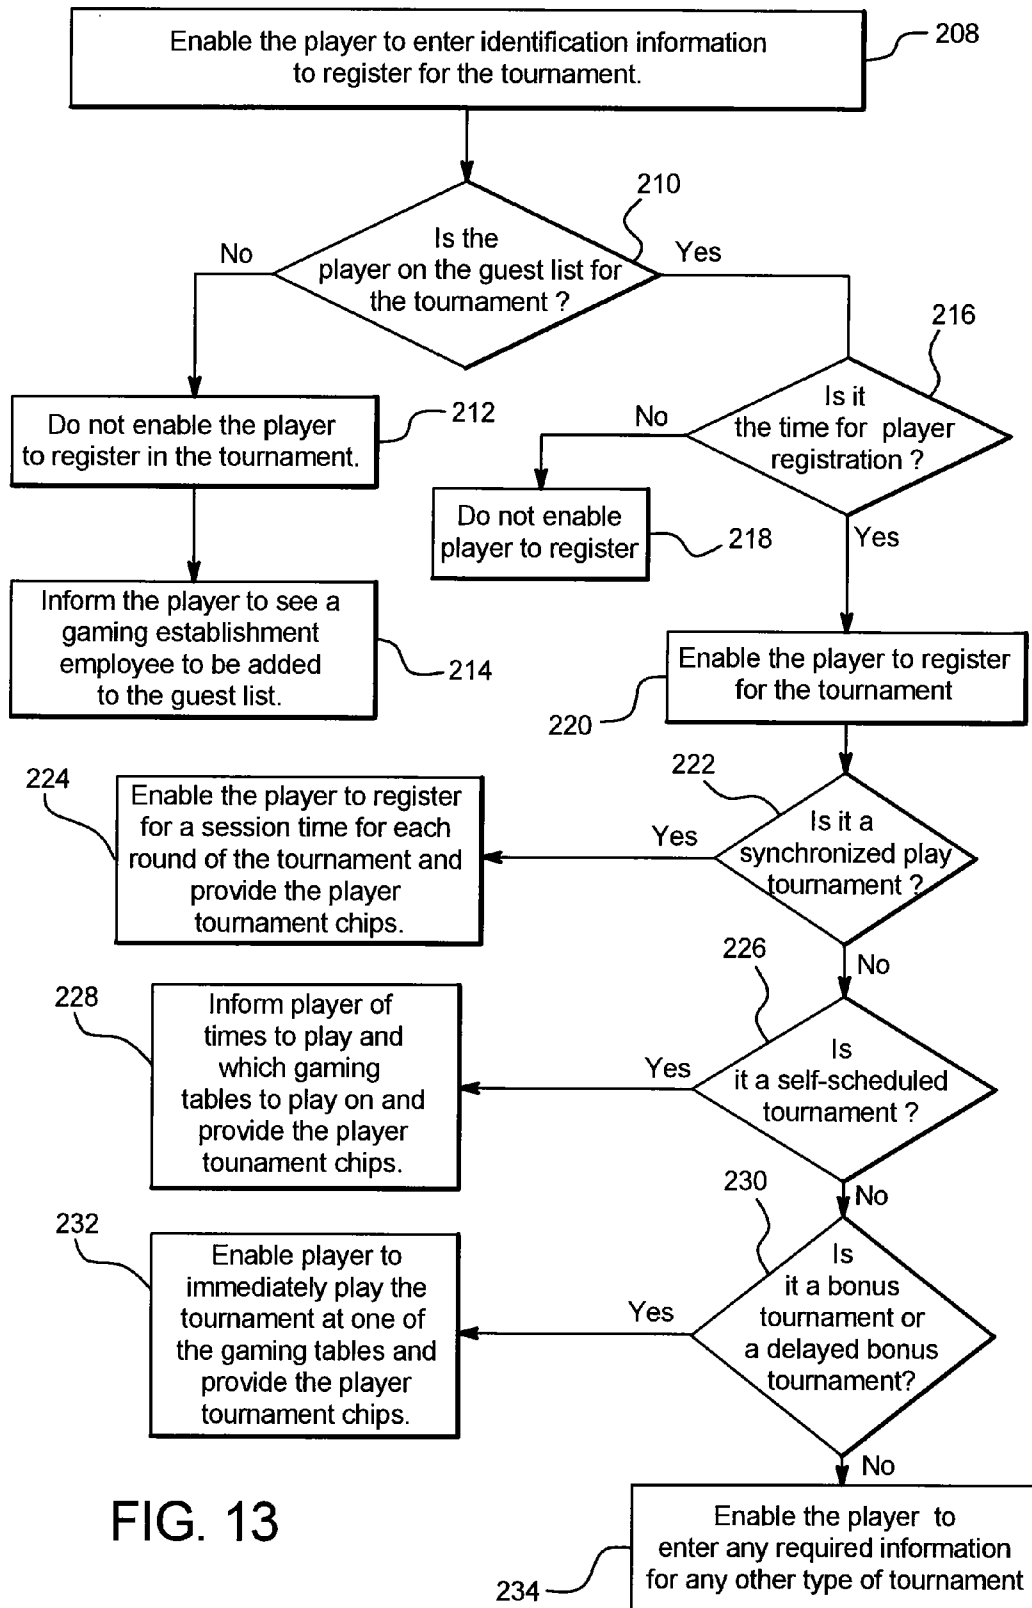 Enable the player to enter identification information
to register for the tournament.
208
210
Is the
player on the guest list for
the tournament ?
No
Yes
212
Do not enable the player
to register in the tournament.
216
Is it
the time for player
registration ?
No
Yes
Do not enable
player to register
218
Inform the player to see a
gaming establishment
employee to be added
to the guest list.
214
Enable the player to register
for the tournament
220
222
Is it a
synchronized play
tournament ?
Yes
No
224
Enable the player to register
for a session time for each
round of the tournament and
provide the player
tournament chips.
226
Is
it a self-scheduled
tournament ?
Yes
No
228
Inform player of
times to play and
which gaming
tables to play on and
provide the player
tounament chips.
230
Is
it a bonus
tournament or
a delayed bonus
tournament?
Yes
No
232
Enable player to
immediately play the
tournament at one of
the gaming tables and
provide the player
tournament chips.
Enable the player to
enter any required information
for any other type of tournament
234
FIG. 13